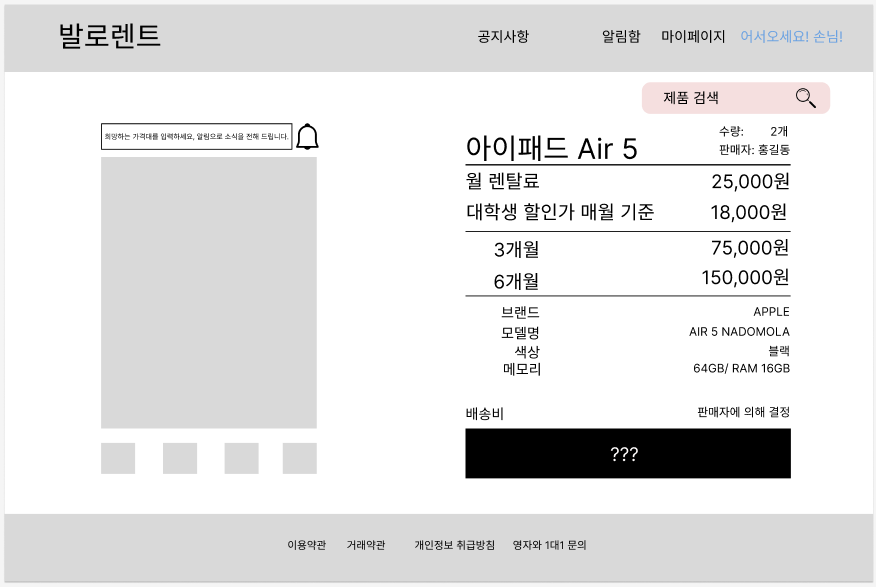 발로렌트
공지사항 알림함 마이페이지 어서오세요! 손님!
제품 검색
희망하는 가격대를 입력하세요, 알림으로 소식을 전해 드립니다.
수량: 2개
아이패드 Air 5
판매자: 홍길동
월 렌탈료 25,000원
대학생 할인가 매월 기준 18,000원
3개월 75,000원
6개월 150,000원
브랜드 APPLE
모델명 AIR 5 NADOMOLA
색상 블랙
메모리 64GB/ RAM 16GB
배송비 판매자에 의해 결정
???
이용약관 거래약관 개인정보 취급방침 영자와 1대1 문의